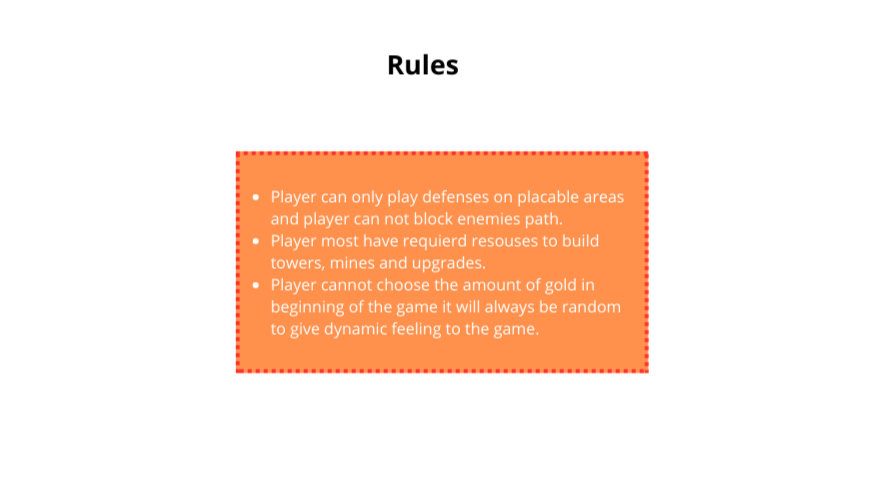 Rules
• Player can only play defenses on placable areas
and player can not block enemies path.
• Player most have requierd resouses to build
towers, mines and upgrades.
• Player cannot choose the amount of gold in
beginning of the game it will always be random
to give dynamic feeling to the game.